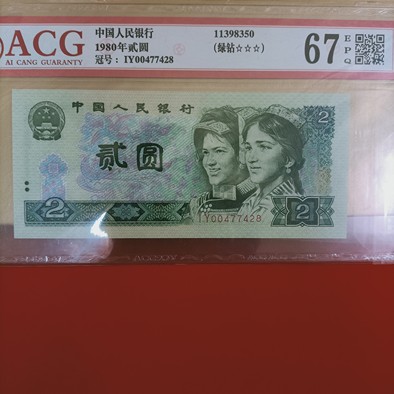 ACG
AI CANG GUARANTY
中国人民银行
1980年贰圆
冠号：IY00477428
11398350
(绿钻☆☆☆)
67
EPQ
中国人民银行
2
贰圆
2
IY00477428
2